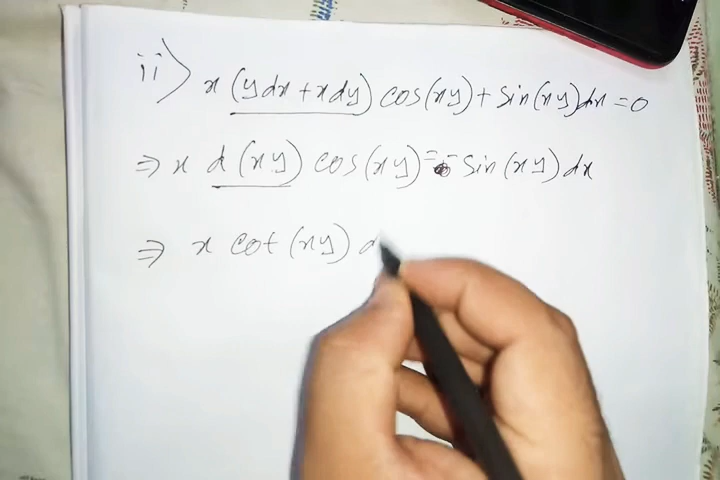 ii) x (ydx + xdy) cos(xy) + sin(xy)dx = 0
⇒ x d(xy) cos(xy) = - sin(xy) dx
⇒ x cot (xy) d